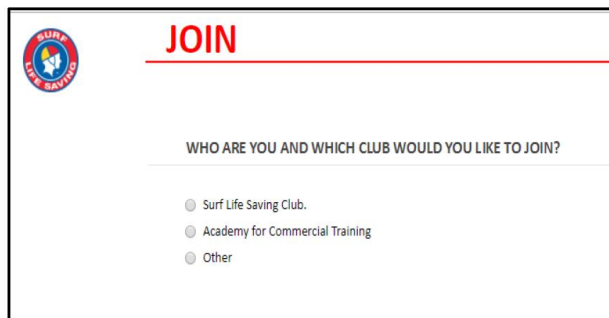 SURF
LIFE SAVING
JOIN
WHO ARE YOU AND WHICH CLUB WOULD YOU LIKE TO JOIN?
Surf Life Saving Club.
Academy for Commercial Training
Other